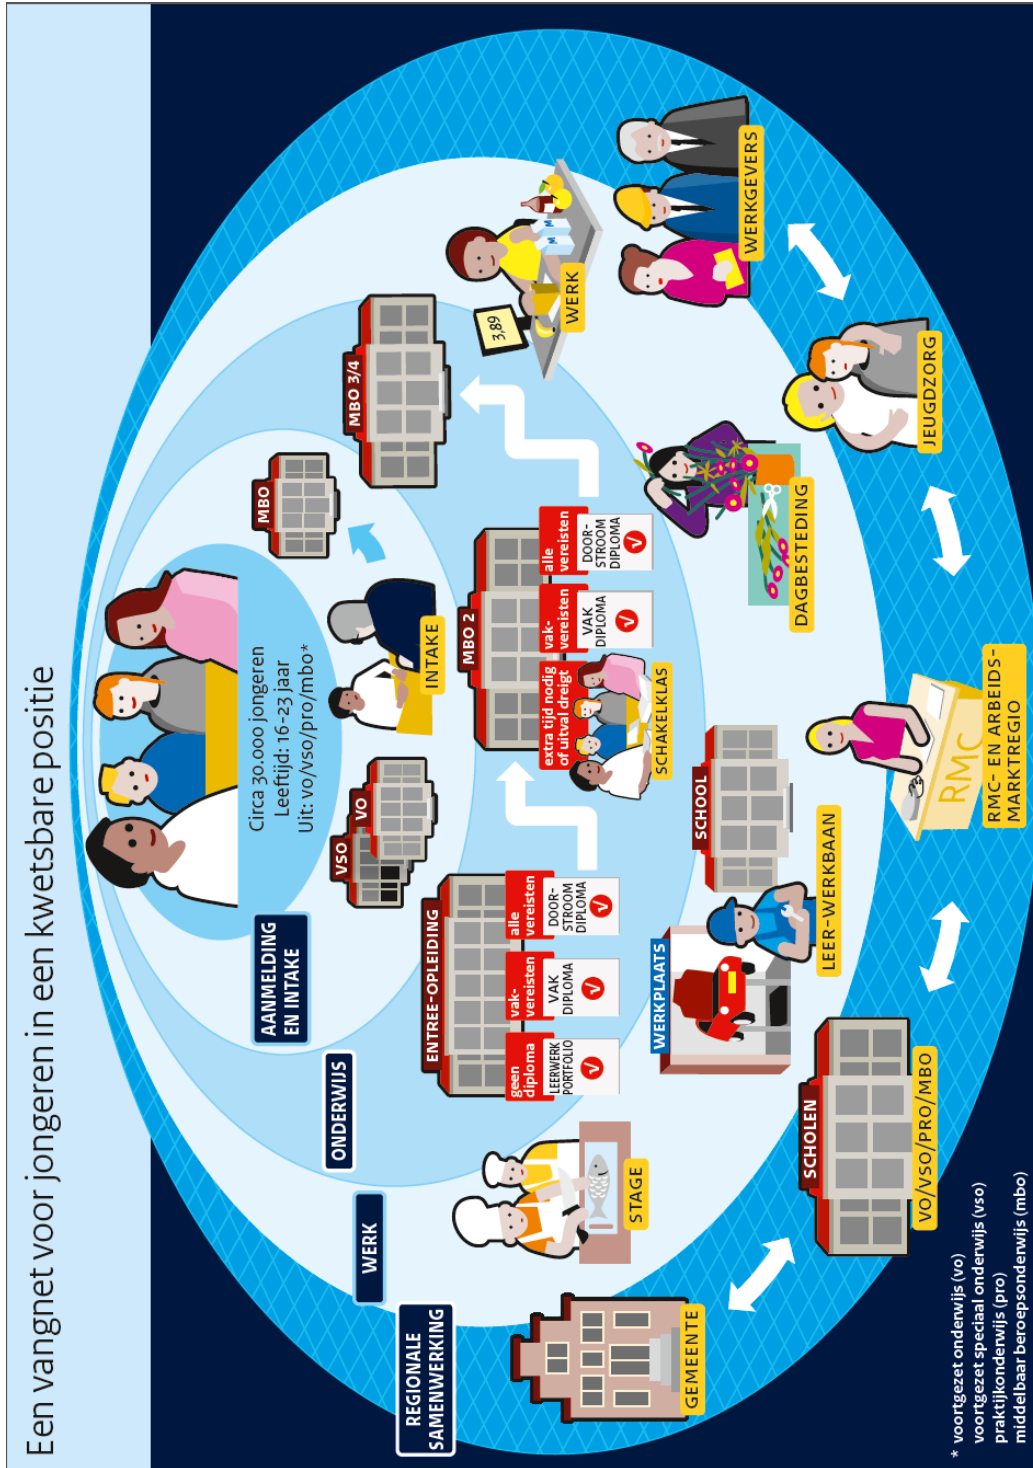 Een vangnet voor jongeren in een kwetsbare positie
Circa 30.000 jongeren
Leeftijd: 16-23 jaar
Uit: vo/vso/pro/mbo*
AANMELDING
EN INTAKE
VSO
VO
INTAKE
MBO
ONDERWIJS
ENTREE-OPLEIDING
geen
diploma
LEERWERK
PORTFOLIO
vak-
vereisten
VAK
DIPLOMA
alle
vereisten
DOOR-
STROOM
DIPLOMA
MBO 2
extra tijd nodig
of uitval dreigt
SCHAKELKLAS
vak-
vereisten
VAK
DIPLOMA
alle
vereisten
DOOR-
STROOM
DIPLOMA
MBO 3/4
WERK
STAGE
WERKPLAATS
SCHOOL
LEER-WERKBAAN
DAGBESTEDING
3,89
WERK
REGIONALE
SAMENWERKING
GEMEENTE
SCHOLEN
VO/VSO/PRO/MBO
RMC
RMC- EN ARBEIDS-
MARKTREGIO
JEUGDZORG
WERKGEVERS
* voortgezet onderwijs (vo)
voortgezet speciaal onderwijs (vso)
praktijkonderwijs (pro)
middelbaar beroepsonderwijs (mbo)